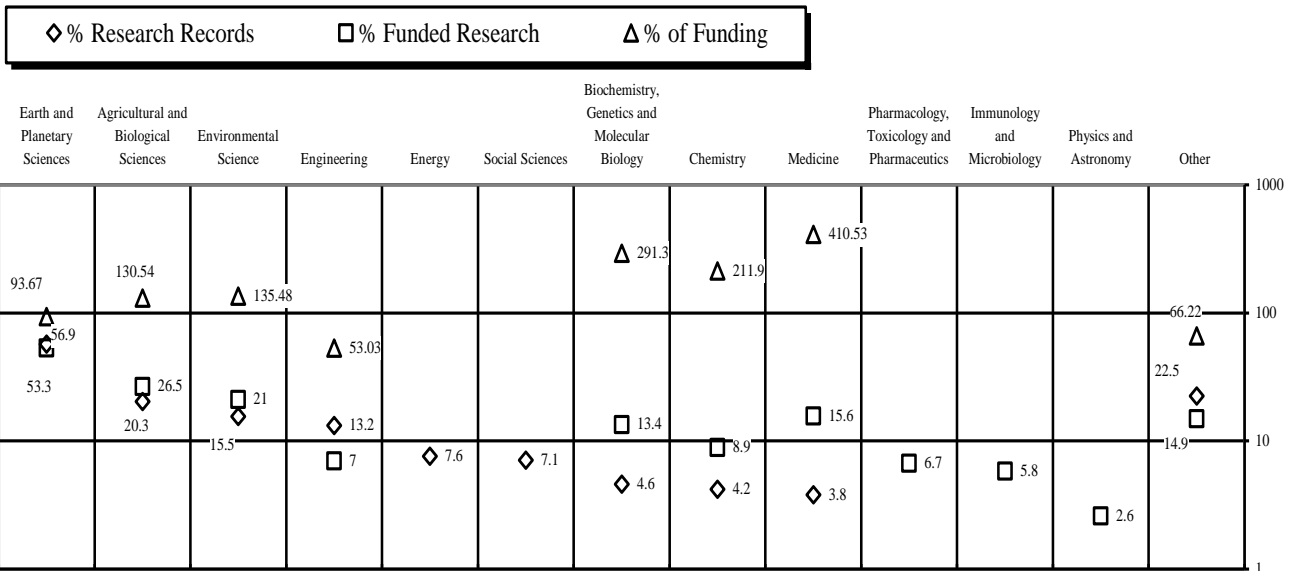 % Research Records % Funded Research % of Funding
Earth and
Planetary
Sciences
Agricultural and
Biological
Sciences
Environmental
Science
Engineering
Energy
Social Sciences
Biochemistry,
Genetics and
Molecular
Biology
Chemistry
Medicine
Pharmacology,
Toxicology and
Pharmaceutics
Immunology
and
Microbiology
Physics and
Astronomy
Other
1000
100
10
1
93.67
56.9
53.3
130.54
26.5
20.3
135.48
21
15.5
53.03
13.2
7
7.6
7.1
291.3
13.4
4.6
211.9
8.9
4.2
410.53
15.6
3.8
6.7
5.8
2.6
66.22
22.5
14.9